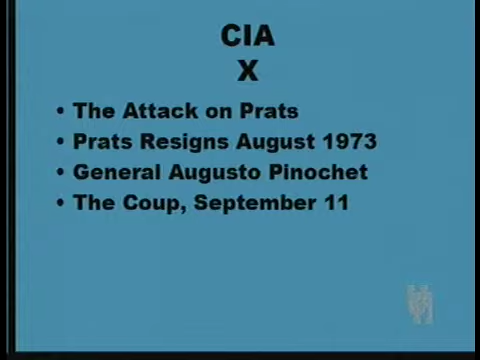 CIA
X
• The Attack on Prats
• Prats Resigns August 1973
• General Augusto Pinochet
• The Coup, September 11